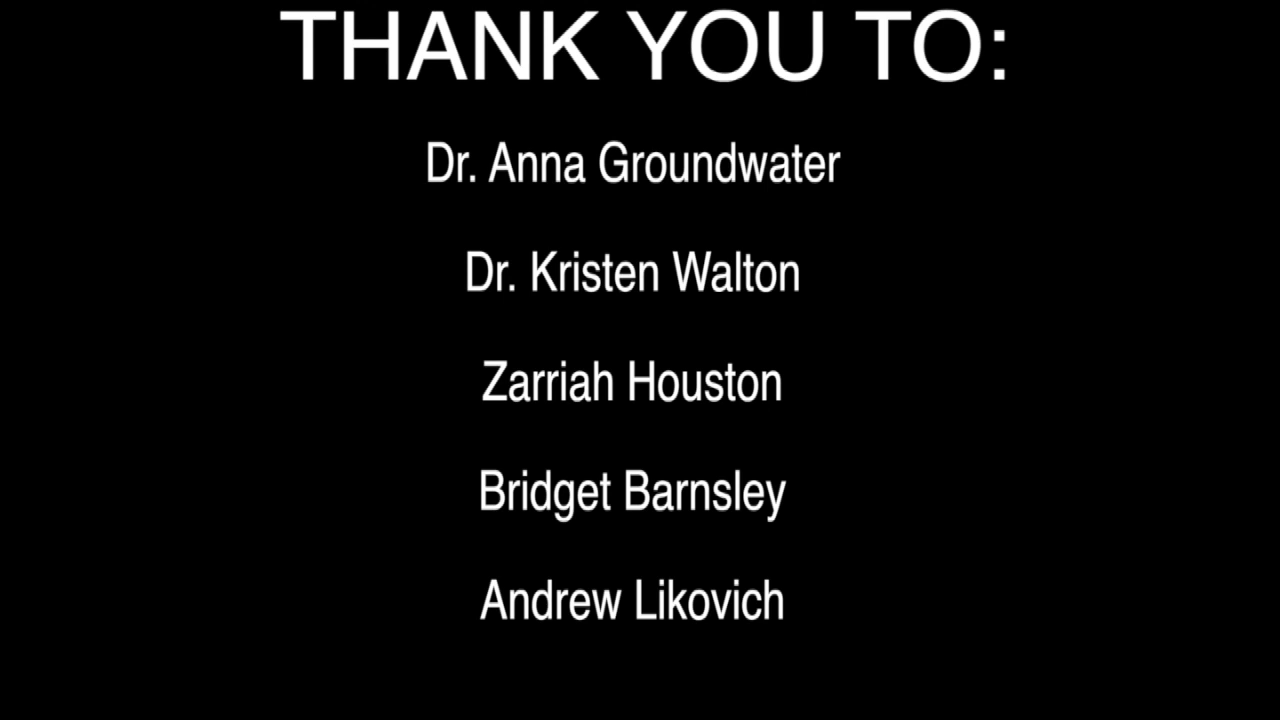 THANK YOU TO:
Dr. Anna Groundwater
Dr. Kristen Walton
Zarriah Houston
Bridget Barnsley
Andrew Likovich